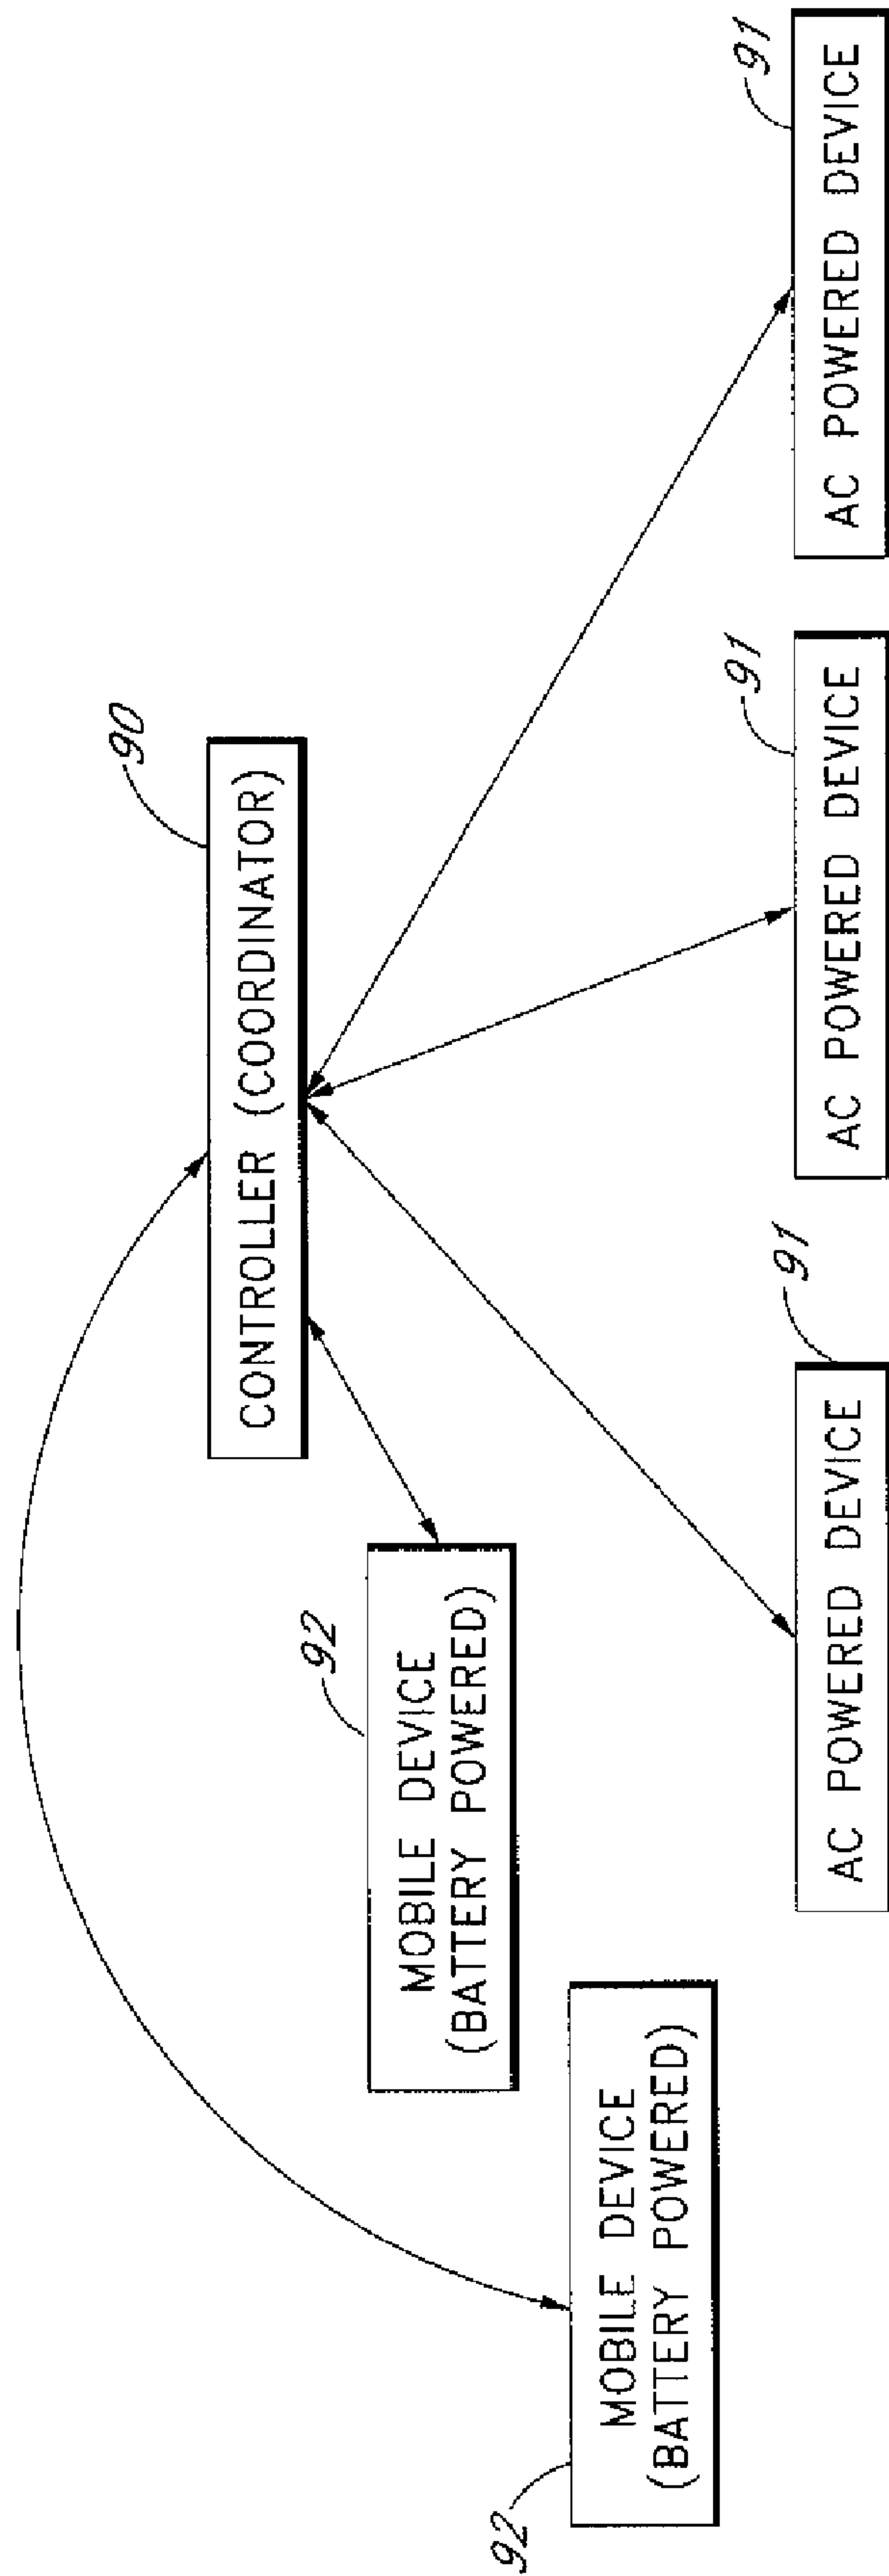 90
CONTROLLER (COORDINATOR)
92
MOBILE DEVICE
(BATTERY POWERED)
92
MOBILE DEVICE
(BATTERY POWERED)
91
AC POWERED DEVICE
91
AC POWERED DEVICE
91
AC POWERED DEVICE